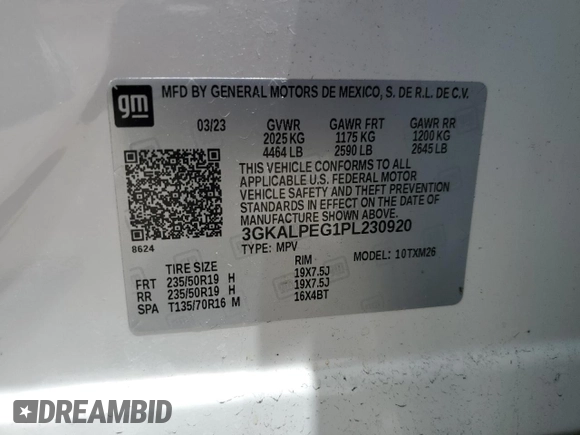 gm
MFD BY GENERAL MOTORS DE MEXICO, S. DE R.L. DE C.V.
03/23 GVWR GAWR FRT GAWR RR
2025 KG 1175 KG 1200 KG
4464 LB 2590 LB 2645 LB
THIS VEHICLE CONFORMS TO ALL
APPLICABLE U.S. FEDERAL MOTOR
VEHICLE SAFETY AND THEFT PREVENTION
STANDARDS IN EFFECT ON THE DATE OF
MANUFACTURE SHOWN ABOVE.
8624
3GKALPEG1PL230920
TYPE: MPV MODEL: 10TXM26
TIRE SIZE RIM
FRT 235/50R19 H 19X7.5J
RR 235/50R19 H 19X7.5J
SPA T135/70R16 M 16X4BT
DREAMBID